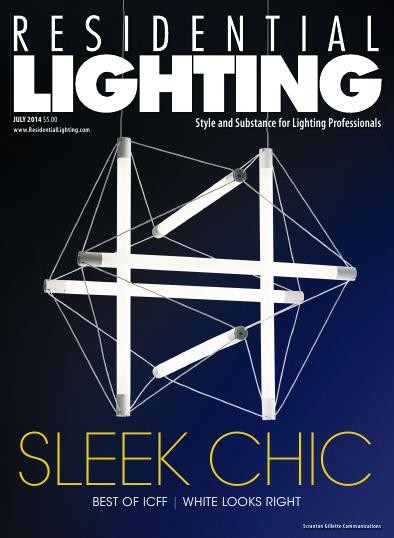 RESIDENTIAL
LIGHTING
JULY 2014 $5.00
www.ResidentialLighting.com
Style and Substance for Lighting Professionals
SLEEK CHIC
BEST OF ICFF | WHITE LOOKS RIGHT
Scranton Gillette Communications